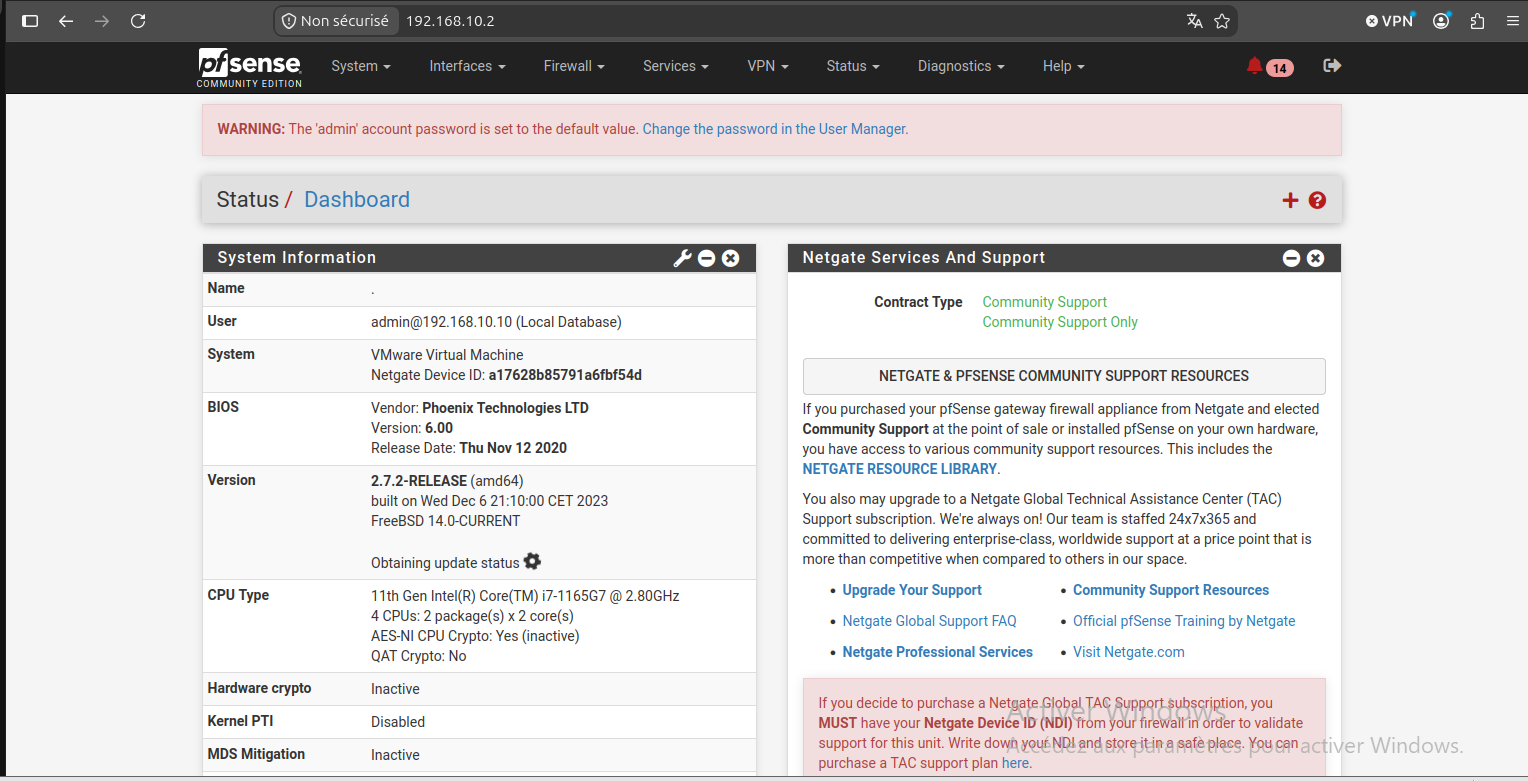 Non sécurisé 192.168.10.2 VPN
pfsense COMMUNITY EDITION
System Interfaces Firewall Services VPN Status Diagnostics Help 14
WARNING: The 'admin' account password is set to the default value. Change the password in the User Manager.
Status / Dashboard
System Information
Name .
User admin@192.168.10.10 (Local Database)
System VMware Virtual Machine
Netgate Device ID: a17628b85791a6fbf54d
BIOS Vendor: Phoenix Technologies LTD
Version: 6.00
Release Date: Thu Nov 12 2020
Version 2.7.2-RELEASE (amd64)
built on Wed Dec 6 21:10:00 CET 2023
FreeBSD 14.0-CURRENT
Obtaining update status
CPU Type 11th Gen Intel(R) Core(TM) i7-1165G7 @ 2.80GHz
4 CPUs: 2 package(s) x 2 core(s)
AES-NI CPU Crypto: Yes (inactive)
QAT Crypto: No
Hardware crypto Inactive
Kernel PTI Disabled
MDS Mitigation Inactive
Netgate Services And Support
Contract Type Community Support
Community Support Only
NETGATE & PFSENSE COMMUNITY SUPPORT RESOURCES
If you purchased your pfSense gateway firewall appliance from Netgate and elected
Community Support at the point of sale or installed pfSense on your own hardware,
you have access to various community support resources. This includes the
NETGATE RESOURCE LIBRARY.
You also may upgrade to a Netgate Global Technical Assistance Center (TAC)
Support subscription. We're always on! Our team is staffed 24x7x365 and
committed to delivering enterprise-class, worldwide support at a price point that is
more than competitive when compared to others in our space.
• Upgrade Your Support • Community Support Resources
• Netgate Global Support FAQ • Official pfSense Training by Netgate
• Netgate Professional Services • Visit Netgate.com
If you decide to purchase a Netgate Global TAC Support subscription, you
MUST have your Netgate Device ID (NDI) from your firewall in order to validate
support for this unit. Write down your NDI and store it in a safe place. You can
purchase a TAC support plan here.
Activer Windows
Accédez aux paramètres pour activer Windows.